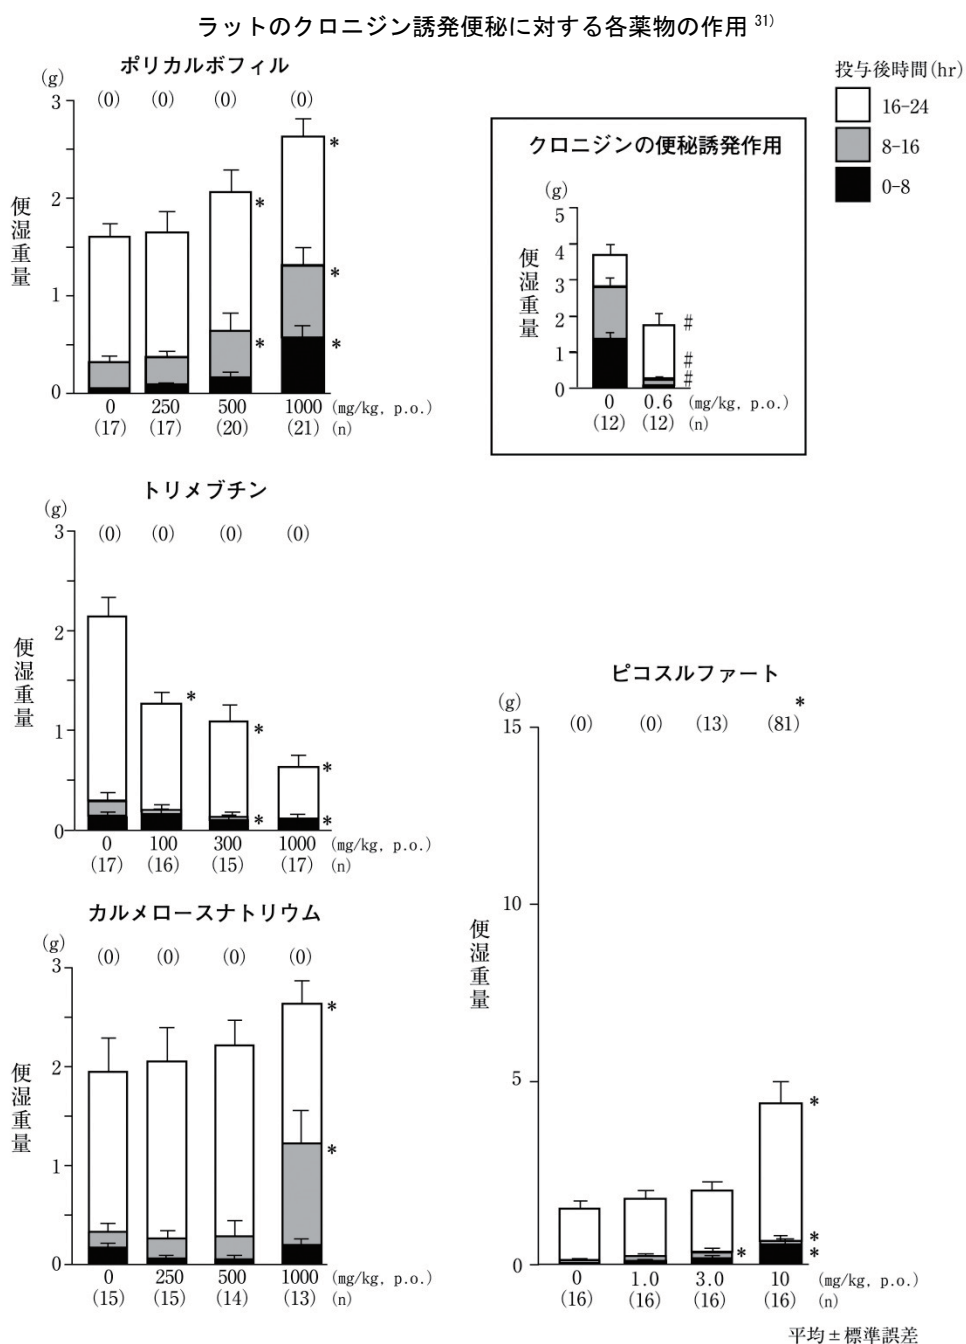 ラットのクロニジン誘発便秘に対する各薬物の作用 31)
投与後時間(hr)
16-24
8-16
0-8
ポリカルボフィル
(g)
(0) (0) (0) (0)
便湿重量
3
2
1
0
* * * * *
0 250 500 1000 (mg/kg, p.o.)
(17) (17) (20) (21) (n)
クロニジンの便秘誘発作用
(g)
便湿重量
5
4
3
2
1
0
# # #
0 0.6 (mg/kg, p.o.)
(12) (12) (n)
トリメブチン
(g)
(0) (0) (0) (0)
便湿重量
3
2
1
0
* * * * *
0 100 300 1000 (mg/kg, p.o.)
(17) (16) (15) (17) (n)
カルメロースナトリウム
(g)
(0) (0) (0) (0)
便湿重量
3
2
1
0
* *
0 250 500 1000 (mg/kg, p.o.)
(15) (15) (14) (13) (n)
ピコスルファート
(g)
*
(0) (0) (13) (81)
便湿重量
15
10
5
0
* * * *
0 1.0 3.0 10 (mg/kg, p.o.)
(16) (16) (16) (16) (n)
平均±標準誤差